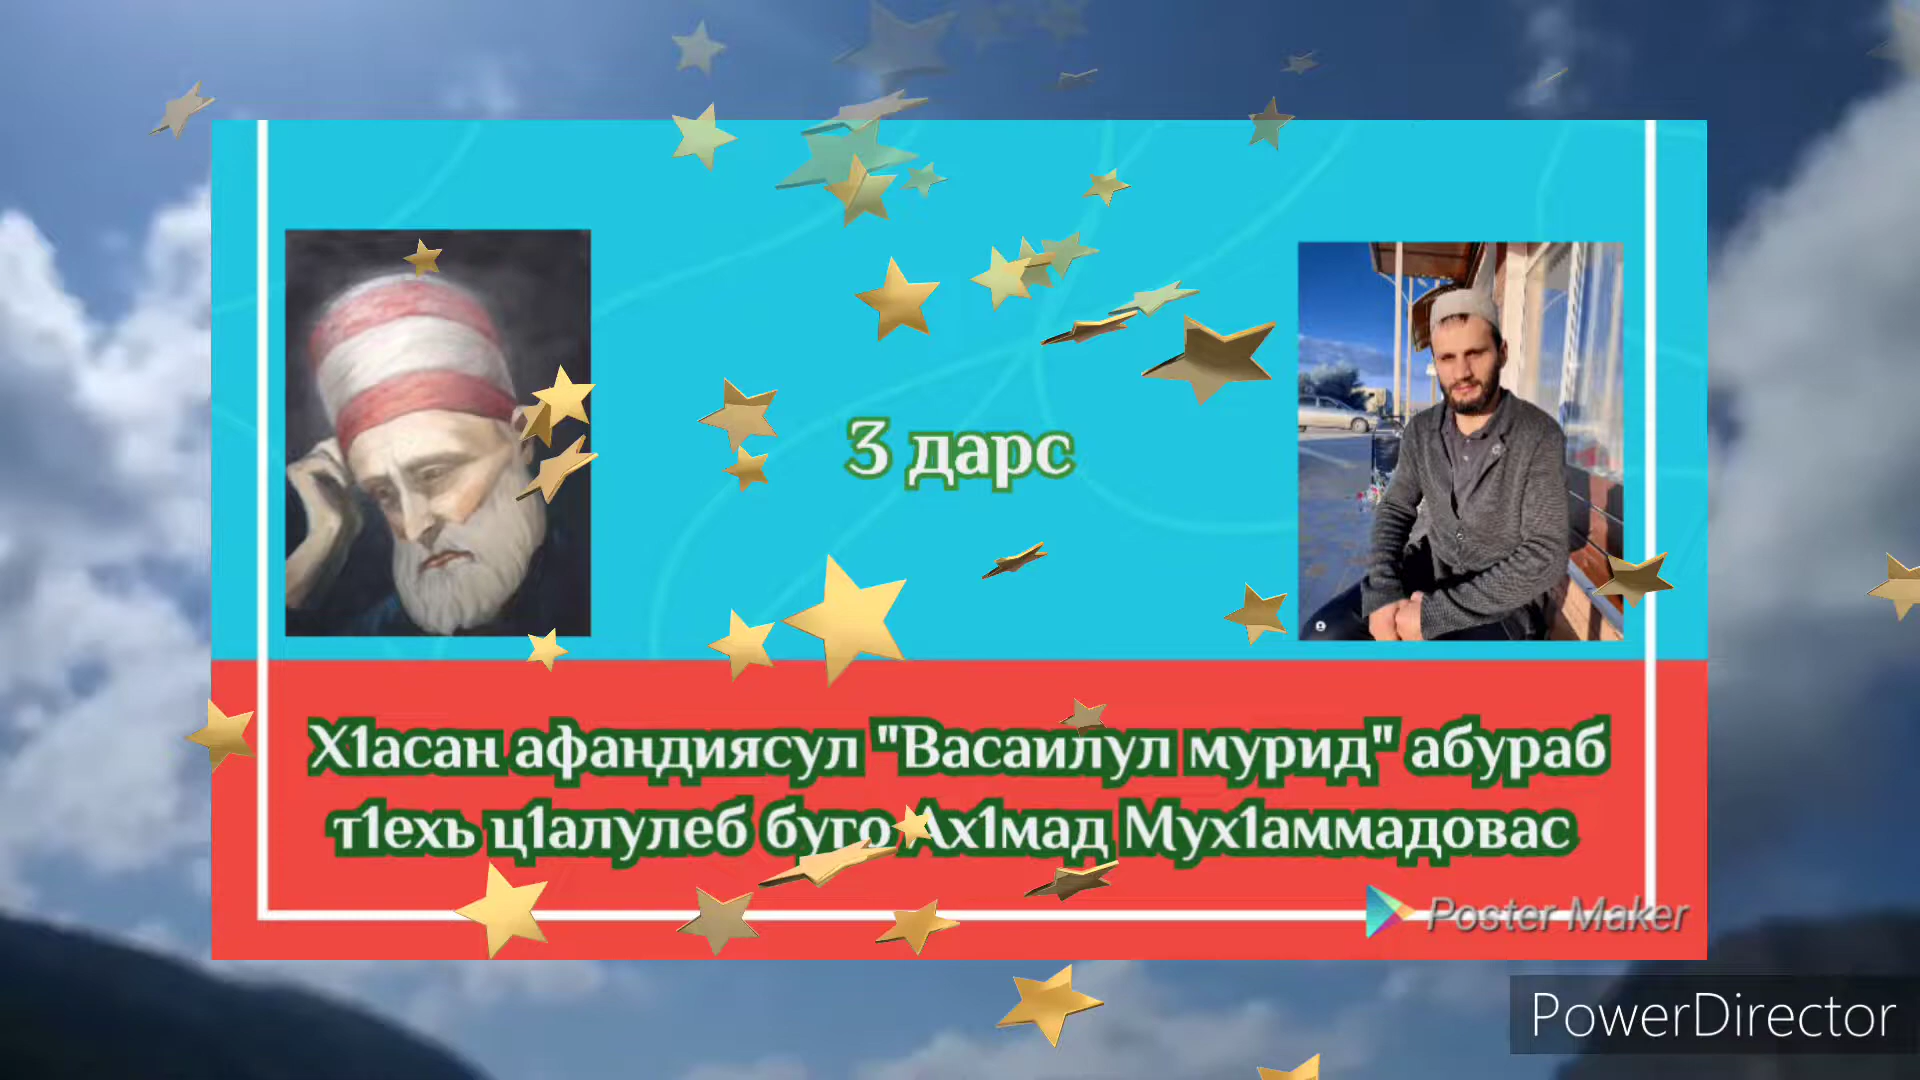 3 дарс
Х1асан афандиясул "Васаилул мурид" абураб
т1ехь ц1алулеб буго Ах1мад Мух1аммадовас
Poster Maker
PowerDirector